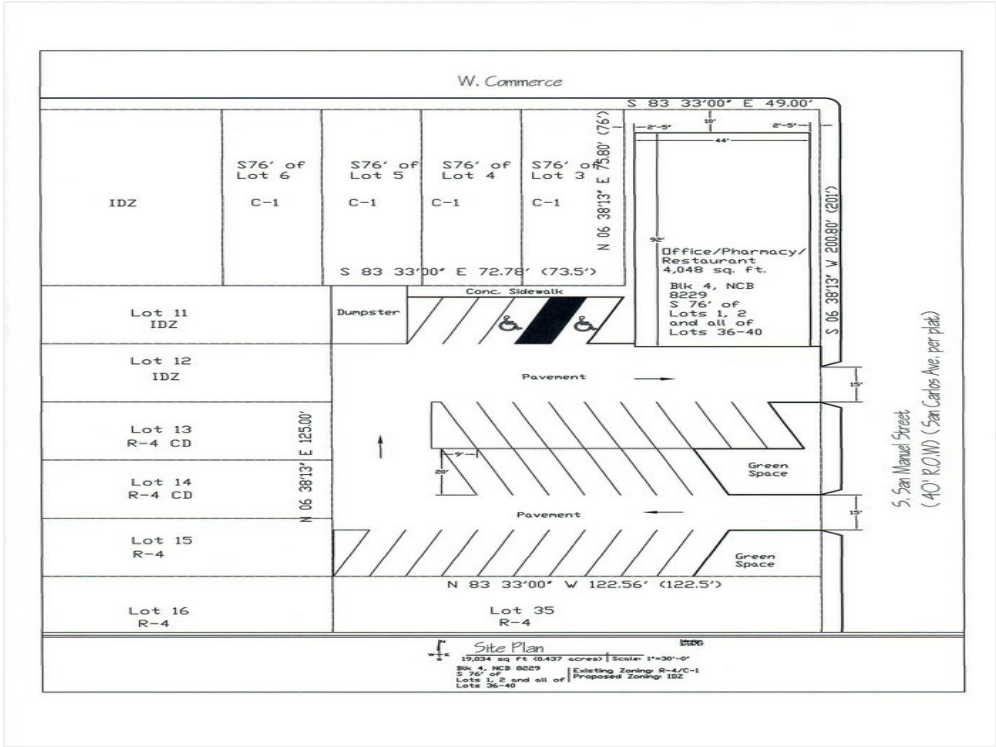 W. Commerce
S 83 33'00" E 49.00'
2'-5"
10'
2'-5"
44'
S76' of
Lot 6
C-1
S76' of
Lot 5
C-1
S76' of
Lot 4
C-1
S76' of
Lot 3
C-1
IDZ
N 06 38'13" E 75.80' (76')
92'
Office/Pharmacy/
Restaurant
4,048 sq. ft.
Blk 4, NCB
8229
S 76' of
Lots 1, 2
and all of
Lots 36-40
S 06 38'13" W 200.80' (201')
S 83 33'00" E 72.78' (73.5')
Conc. Sidewalk
Lot 11
IDZ
Dumpster
Lot 12
IDZ
Pavement
15'
Lot 13
R-4 CD
N 06 38'13" E 125.00'
9'
20'
Green
Space
S. San Manuel Street
(40' R.O.W) (San Carlos Ave. per plat)
Lot 14
R-4 CD
Pavement
15'
Lot 15
R-4
Green
Space
N 83 33'00" W 122.56' (122.5')
Lot 16
R-4
Lot 35
R-4
Site Plan
19,034 sq ft (0.437 acres) Scale: 1"=30'-0"
Blk 4, NCB 8229
S 76' of
Lots 1, 2 and all of
Lots 36-40
Existing Zoning: R-4/C-1
Proposed Zoning: IDZ